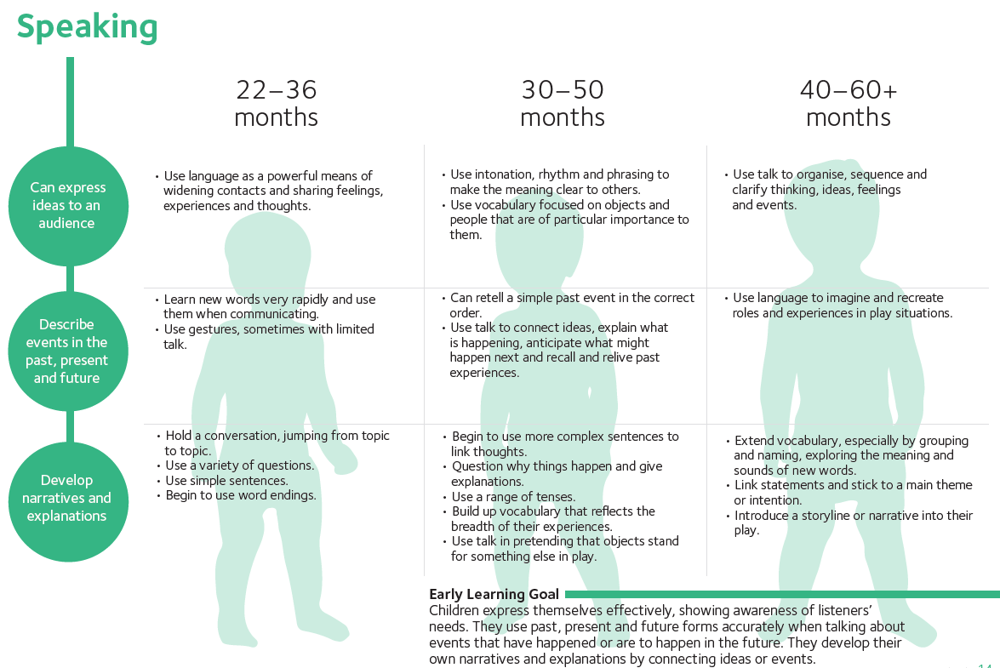 Speaking
22–36
months
30–50
months
40–60+
months
Can express
ideas to an
audience
• Use language as a powerful means of
widening contacts and sharing feelings,
experiences and thoughts.
• Use intonation, rhythm and phrasing to
make the meaning clear to others.
• Use vocabulary focused on objects and
people that are of particular importance to
them.
• Use talk to organise, sequence and
clarify thinking, ideas, feelings
and events.
Describe
events in the
past, present
and future
• Learn new words very rapidly and use
them when communicating.
• Use gestures, sometimes with limited
talk.
• Can retell a simple past event in the correct
order.
• Use talk to connect ideas, explain what
is happening, anticipate what might
happen next and recall and relive past
experiences.
• Use language to imagine and recreate
roles and experiences in play situations.
Develop
narratives and
explanations
• Hold a conversation, jumping from topic
to topic.
• Use a variety of questions.
• Use simple sentences.
• Begin to use word endings.
• Begin to use more complex sentences to
link thoughts.
• Question why things happen and give
explanations.
• Use a range of tenses.
• Build up vocabulary that reflects the
breadth of their experiences.
• Use talk in pretending that objects stand
for something else in play.
• Extend vocabulary, especially by grouping
and naming, exploring the meaning and
sounds of new words.
• Link statements and stick to a main theme
or intention.
• Introduce a storyline or narrative into their
play.
Early Learning Goal
Children express themselves effectively, showing awareness of listeners’
needs. They use past, present and future forms accurately when talking about
events that have happened or are to happen in the future. They develop their
own narratives and explanations by connecting ideas or events.